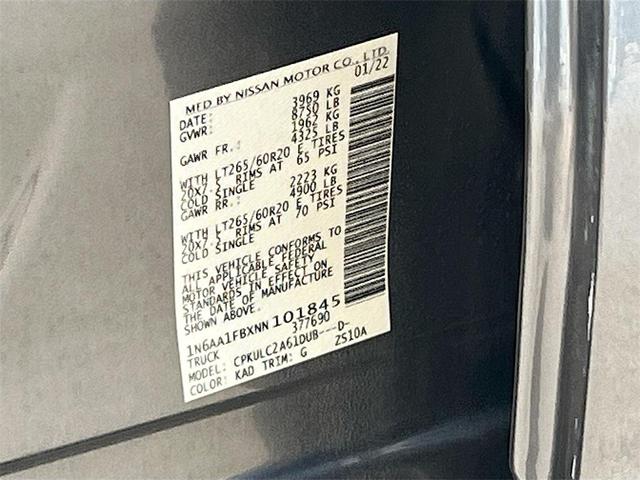 MFD BY NISSAN MOTOR CO., LTD.
DATE: 01/22
GVWR: 3969 KG
8750 LB
GAWR FR.: 1962 KG
4325 LB
WITH LT265/60R20 E TIRES
20X7.5 RIMS AT 65 PSI
COLD SINGLE
GAWR RR.: 2223 KG
4900 LB
WITH LT265/60R20 E TIRES
20X7.5 RIMS AT 70 PSI
COLD SINGLE
THIS VEHICLE CONFORMS TO
ALL APPLICABLE FEDERAL
MOTOR VEHICLE SAFETY
STANDARDS IN EFFECT ON
THE DATE OF MANUFACTURE
SHOWN ABOVE.
1N6AA1FBXNN101845
TRUCK 377690
MODEL: CPKULC2A61DUB---D-
COLOR: KAD TRIM: G ZS10A